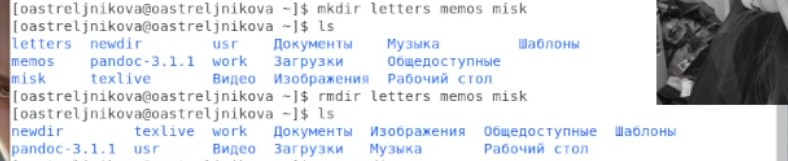 [oastreljnikova@oastreljnikova ~]$ mkdir letters memos misk
[oastreljnikova@oastreljnikova ~]$ ls
letters newdir usr Документы Музыка Шаблоны
memos pandoc-3.1.1 work Загрузки Общедоступные
misk texlive Видео Изображения Рабочий стол
[oastreljnikova@oastreljnikova ~]$ rmdir letters memos misk
[oastreljnikova@oastreljnikova ~]$ ls
newdir texlive work Документы Изображения Общедоступные Шаблоны
pandoc-3.1.1 usr Видео Загрузки Музыка Рабочий стол